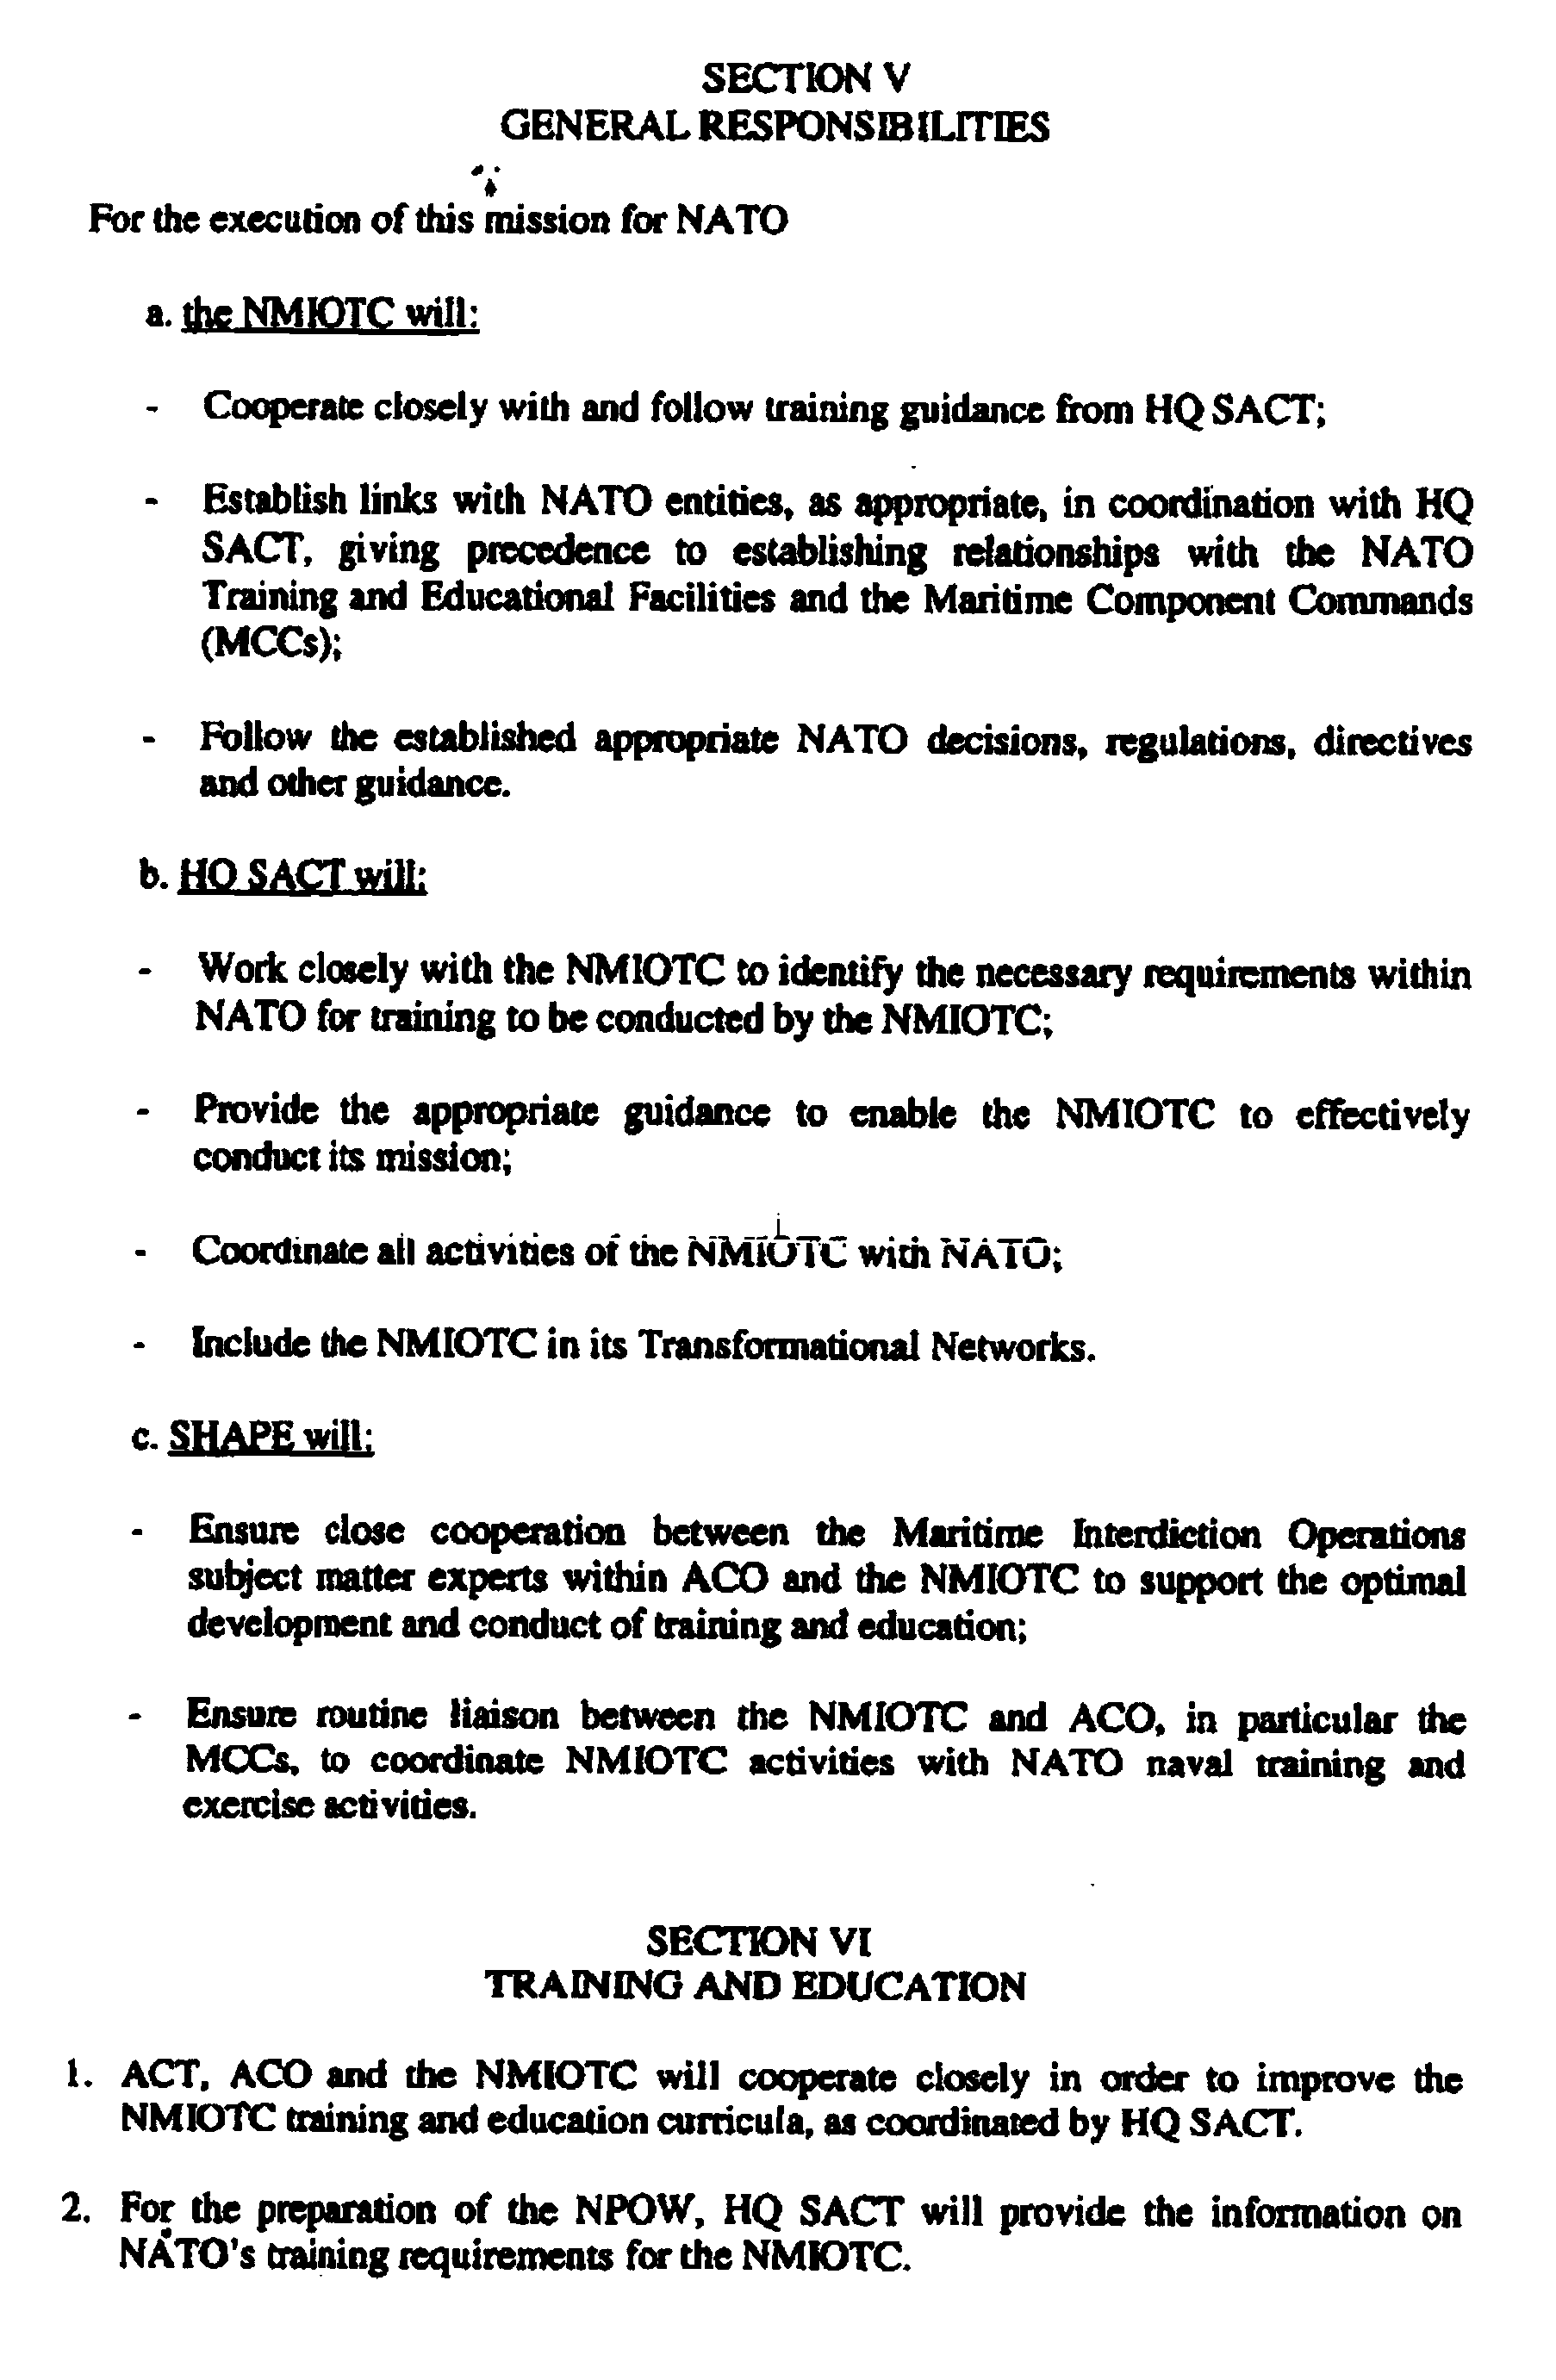 SECTION V
GENERAL RESPONSIBILITIES
For the execution of this mission for NATO
a. the NMIOTC will:
- Cooperate closely with and follow training guidance from HQ SACT;
- Establish links with NATO entities, as appropriate, in coordination with HQ
SACT, giving precedence to establishing relationships with the NATO
Training and Educational Facilities and the Maritime Component Commands
(MCCs);
- Follow the established appropriate NATO decisions, regulations, directives
and other guidance.
b. HQ SACT will:
- Work closely with the NMIOTC to identify the necessary requirements within
NATO for training to be conducted by the NMIOTC;
- Provide the appropriate guidance to enable the NMIOTC to effectively
conduct its mission;
- Coordinate all activities of the NMIOTC with NATO;
- Include the NMIOTC in its Transformational Networks.
c. SHAPE will:
- Ensure close cooperation between the Maritime Interdiction Operations
subject matter experts within ACO and the NMIOTC to support the optimal
development and conduct of training and education;
- Ensure routine liaison between the NMIOTC and ACO, in particular the
MCCs, to coordinate NMIOTC activities with NATO naval training and
exercise activities.
SECTION VI
TRAINING AND EDUCATION
1. ACT, ACO and the NMIOTC will cooperate closely in order to improve the
NMIOTC training and education curricula, as coordinated by HQ SACT.
2. For the preparation of the NPOW, HQ SACT will provide the information on
NATO's training requirements for the NMIOTC.